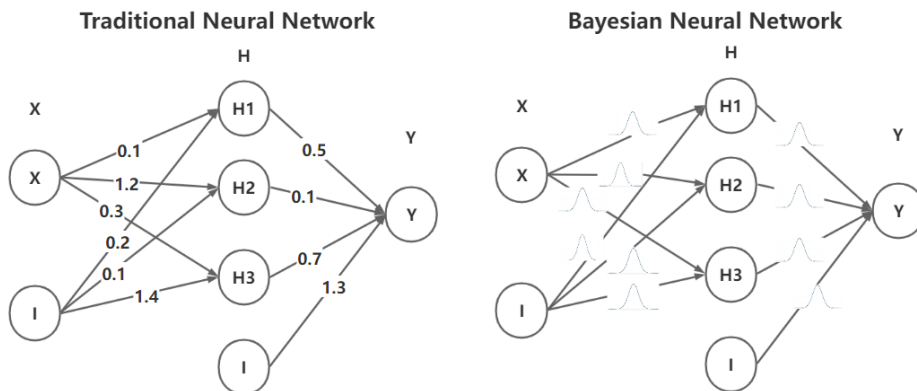 Traditional Neural Network
H
X
H1
Y
0.1
0.5
X
1.2
H2
0.1
Y
0.3
0.2
0.1
H3
0.7
1.4
1.3
I
I
Bayesian Neural Network
H
X
H1
Y
X
H2
Y
H3
I
I